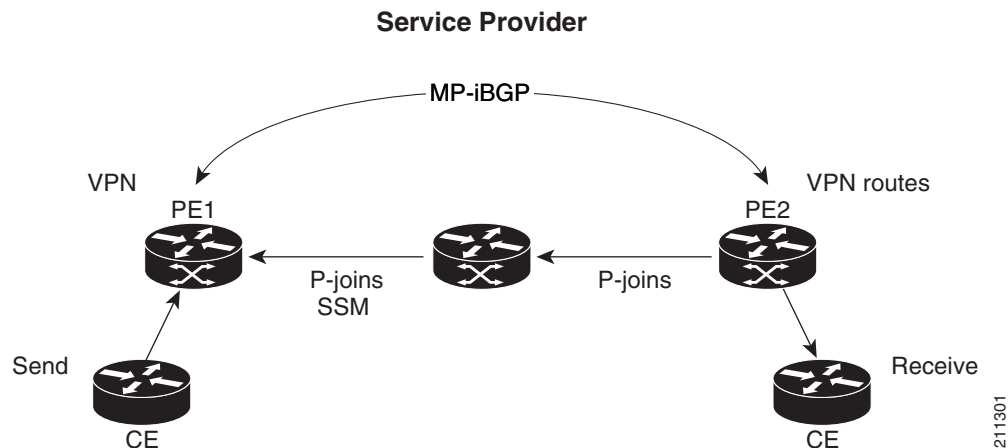 Service Provider
MP-iBGP
VPN
VPN routes
PE1
PE2
P-joins
SSM
P-joins
Send
Receive
CE
CE
211301